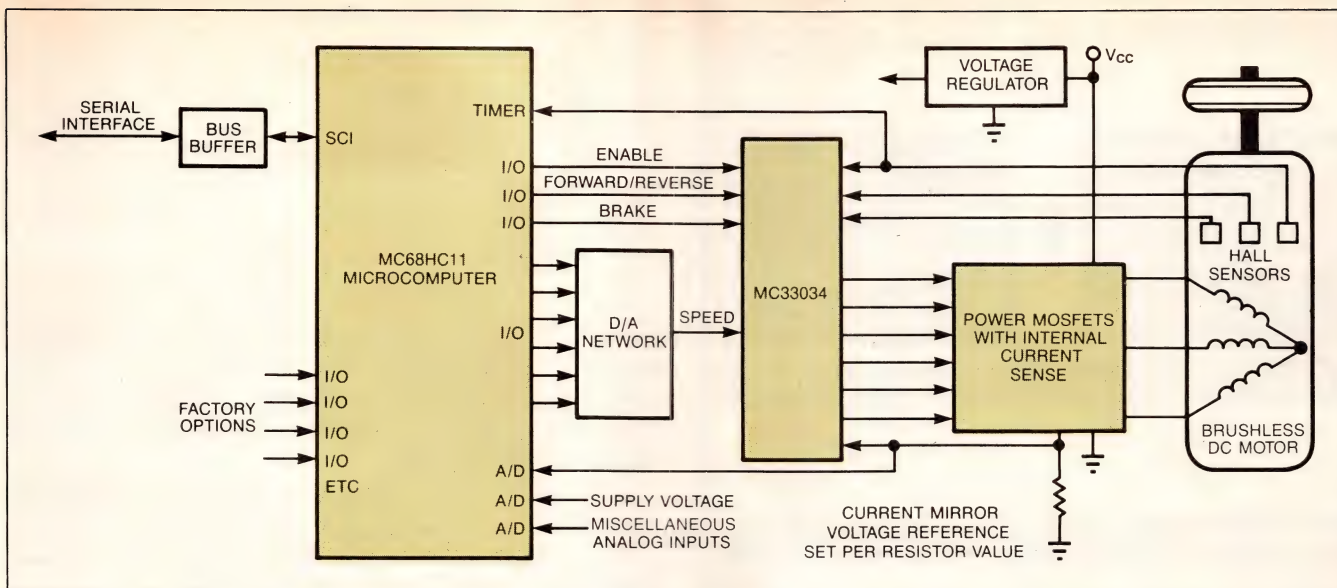 SERIAL
INTERFACE
BUS
BUFFER
SCI
MC68HC11
MICROCOMPUTER
FACTORY
OPTIONS
I/O
I/O
I/O
I/O
ETC
TIMER
I/O
I/O
I/O
I/O
A/D
A/D
A/D
ENABLE
FORWARD/REVERSE
BRAKE
D/A
NETWORK
SPEED
SUPPLY VOLTAGE
MISCELLANEOUS
ANALOG INPUTS
MC33034
VOLTAGE
REGULATOR
Vcc
POWER MOSFETS
WITH INTERNAL
CURRENT
SENSE
CURRENT MIRROR
VOLTAGE REFERENCE
SET PER RESISTOR VALUE
HALL
SENSORS
BRUSHLESS
DC MOTOR